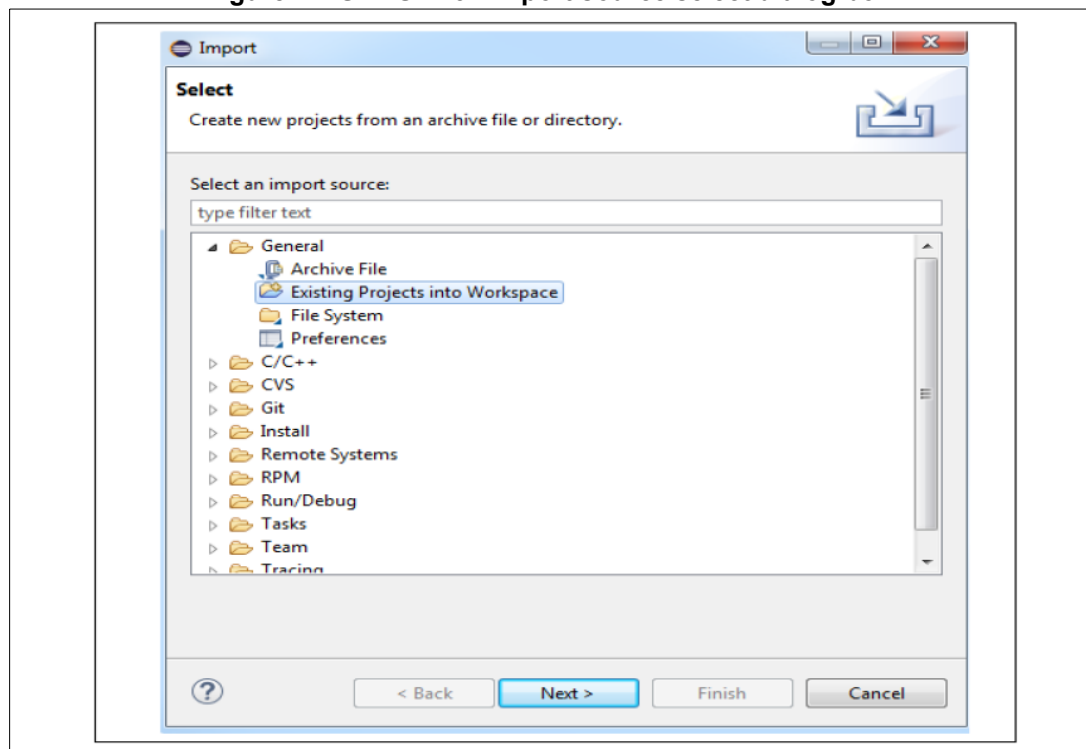 Import
Select
Create new projects from an archive file or directory.
Select an import source:
type filter text
General
Archive File
Existing Projects into Workspace
File System
Preferences
C/C++
CVS
Git
Install
Remote Systems
RPM
Run/Debug
Tasks
Team
Tracing
?
< Back
Next >
Finish
Cancel